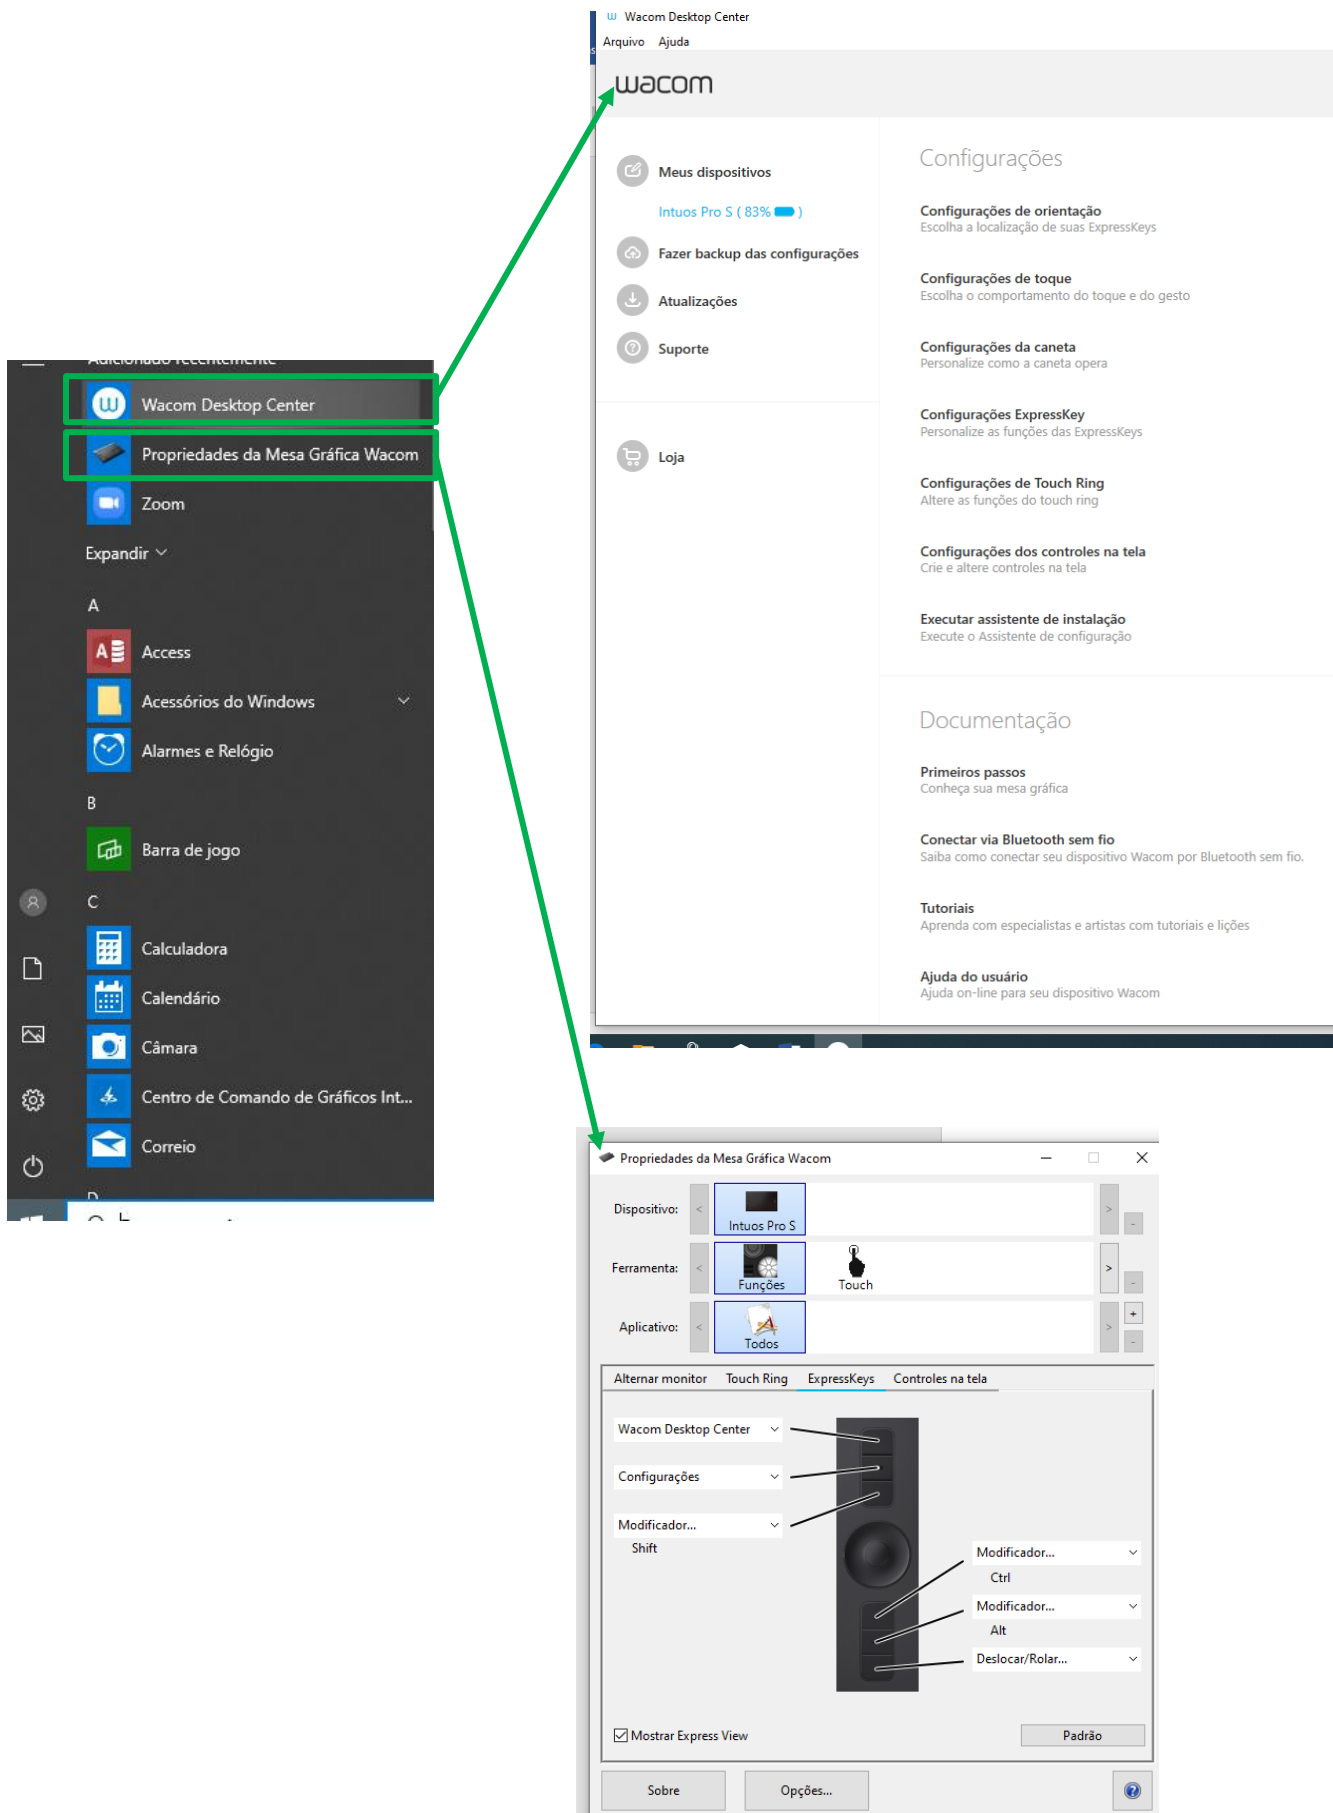 Wacom Desktop Center
Arquivo Ajuda
wacom
Meus dispositivos
Intuos Pro S ( 83% )
Fazer backup das configurações
Atualizações
Suporte
Loja
Configurações
Configurações de orientação
Escolha a localização de suas ExpressKeys
Configurações de toque
Escolha o comportamento do toque e do gesto
Configurações da caneta
Personalize como a caneta opera
Configurações ExpressKey
Personalize as funções das ExpressKeys
Configurações de Touch Ring
Altere as funções do touch ring
Configurações dos controles na tela
Crie e altere controles na tela
Executar assistente de instalação
Execute o Assistente de configuração
Documentação
Primeiros passos
Conheça sua mesa gráfica
Conectar via Bluetooth sem fio
Saiba como conectar seu dispositivo Wacom por Bluetooth sem fio.
Tutoriais
Aprenda com especialistas e artistas com tutoriais e lições
Ajuda do usuário
Ajuda on-line para seu dispositivo Wacom
Adicionado recentemente
Wacom Desktop Center
Propriedades da Mesa Gráfica Wacom
Zoom
Expandir
A
Access
Acessórios do Windows
Alarmes e Relógio
B
Barra de jogo
C
Calculadora
Calendário
Câmara
Centro de Comando de Gráficos Int...
Correio
D
Propriedades da Mesa Gráfica Wacom
Dispositivo:
Intuos Pro S
Ferramenta:
Funções
Touch
Aplicativo:
Todos
Alternar monitor Touch Ring ExpressKeys Controles na tela
Wacom Desktop Center
Configurações
Modificador...
Shift
Modificador...
Ctrl
Modificador...
Alt
Deslocar/Rolar...
Mostrar Express View
Padrão
Sobre
Opções...